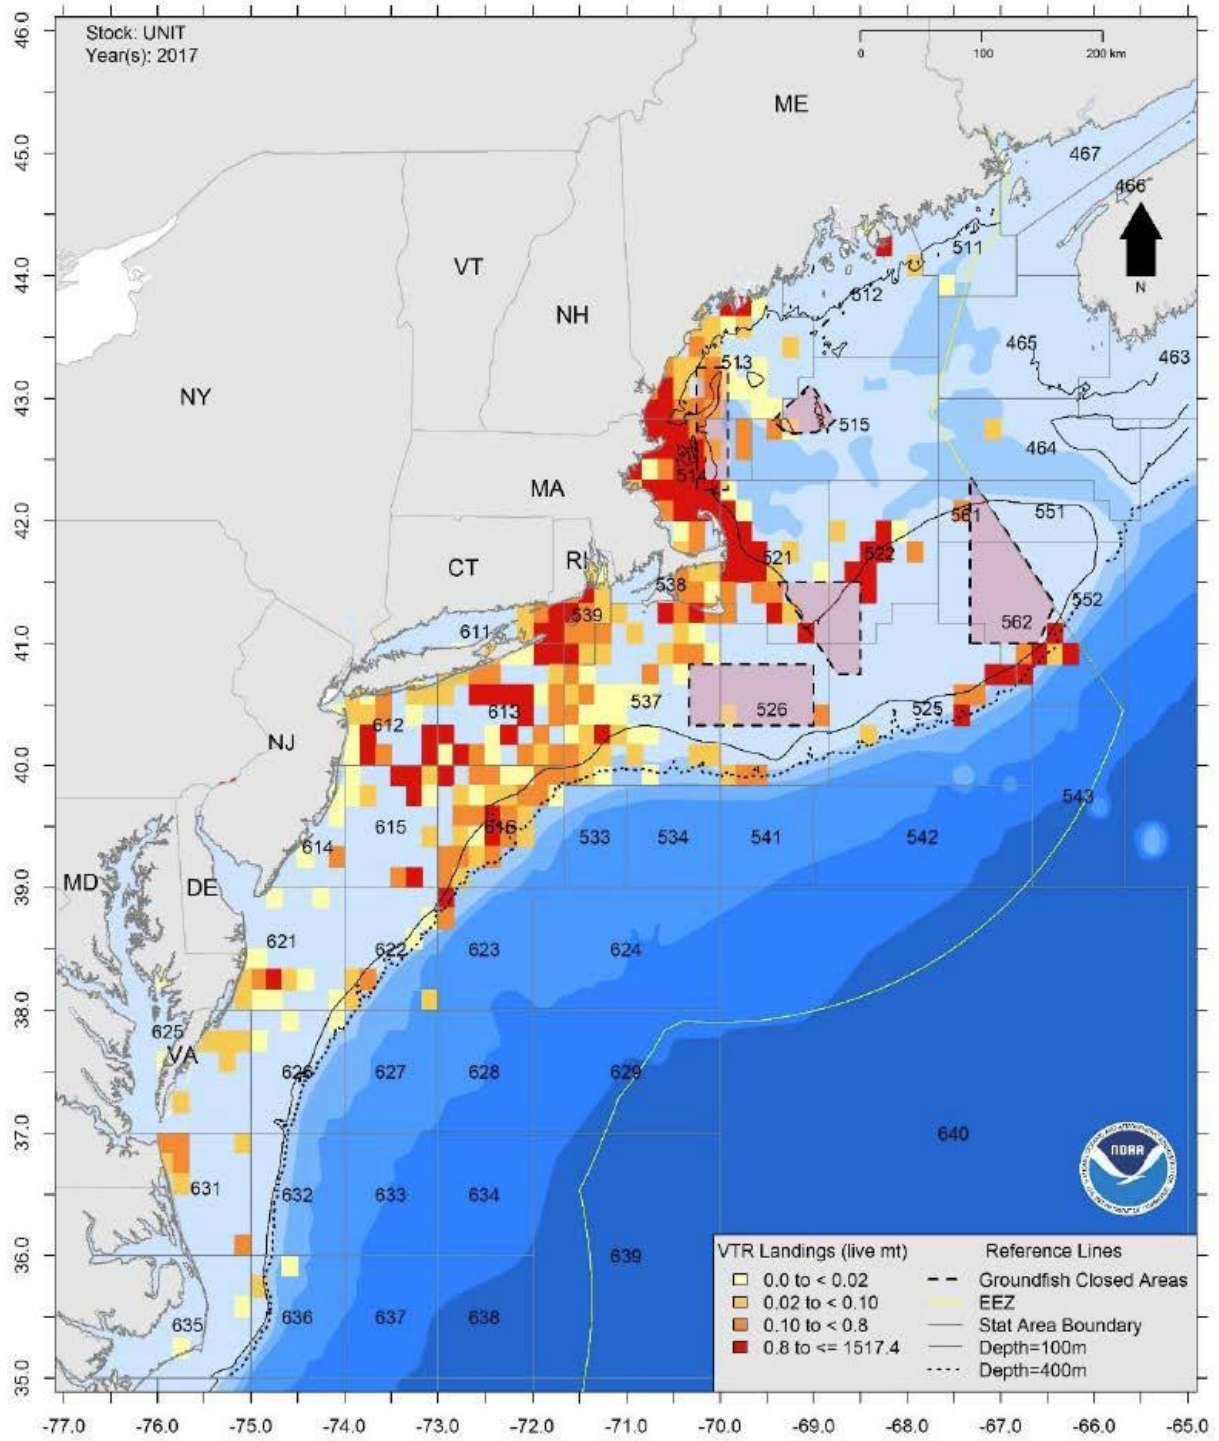 Stock: UNIT
Year(s): 2017
0 100 200 km
46.0
45.0
44.0
43.0
42.0
41.0
40.0
39.0
38.0
37.0
36.0
35.0
ME
VT
NH
NY
MA
CT
RI
NJ
MD
DE
VA
N
467
466
511
512
465
463
513
515
464
514
551
561
521
522
538
552
539
562
611
537
526
525
613
612
543
615
616
614
533
534
541
542
621
622
623
624
625
626
627
628
629
640
631
632
633
634
639
635
636
637
638
NOAA
VTR Landings (live mt)
0.0 to < 0.02
0.02 to < 0.10
0.10 to < 0.8
0.8 to <= 1517.4
Reference Lines
Groundfish Closed Areas
EEZ
Stat Area Boundary
Depth=100m
Depth=400m
-77.0 -76.0 -75.0 -74.0 -73.0 -72.0 -71.0 -70.0 -69.0 -68.0 -67.0 -66.0 -65.0